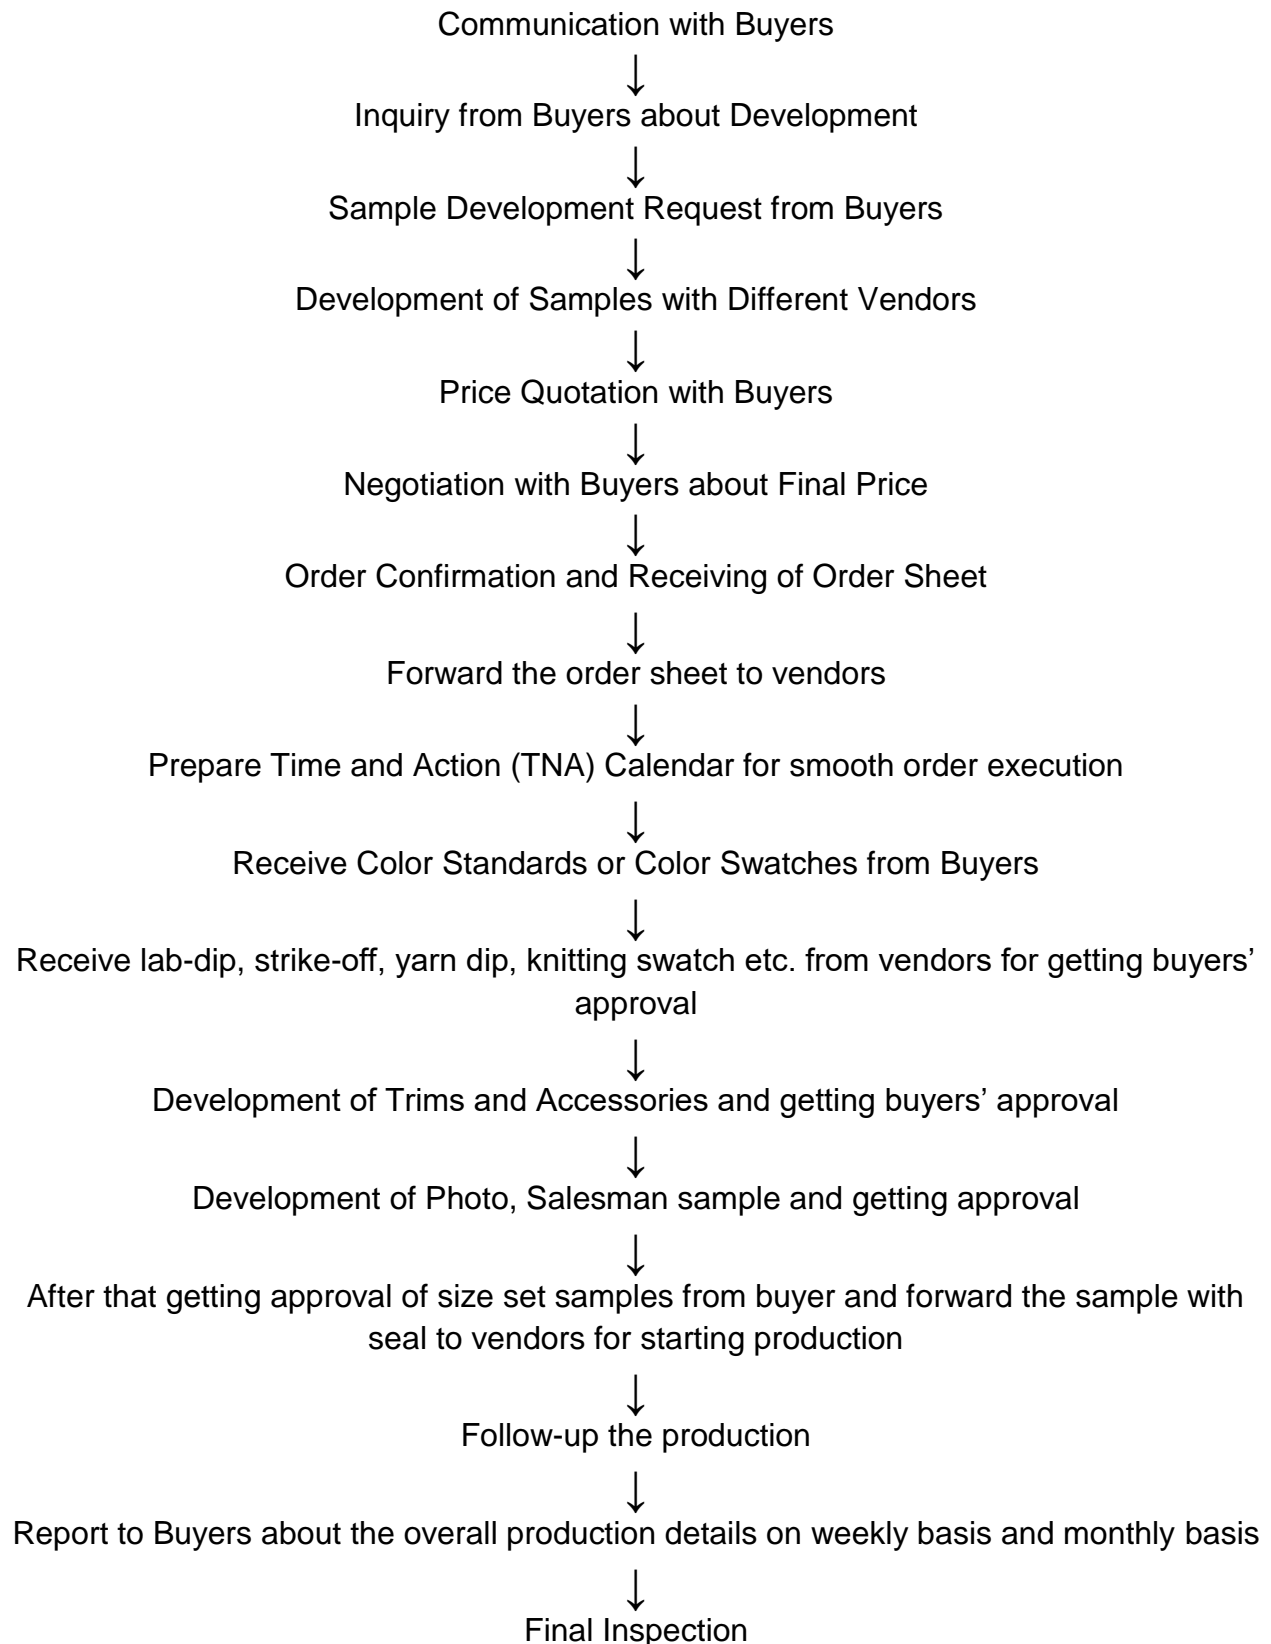 Communication with Buyers
↓
Inquiry from Buyers about Development
↓
Sample Development Request from Buyers
↓
Development of Samples with Different Vendors
↓
Price Quotation with Buyers
↓
Negotiation with Buyers about Final Price
↓
Order Confirmation and Receiving of Order Sheet
↓
Forward the order sheet to vendors
↓
Prepare Time and Action (TNA) Calendar for smooth order execution
↓
Receive Color Standards or Color Swatches from Buyers
↓
Receive lab-dip, strike-off, yarn dip, knitting swatch etc. from vendors for getting buyers’
approval
↓
Development of Trims and Accessories and getting buyers’ approval
↓
Development of Photo, Salesman sample and getting approval
↓
After that getting approval of size set samples from buyer and forward the sample with
seal to vendors for starting production
↓
Follow-up the production
↓
Report to Buyers about the overall production details on weekly basis and monthly basis
↓
Final Inspection